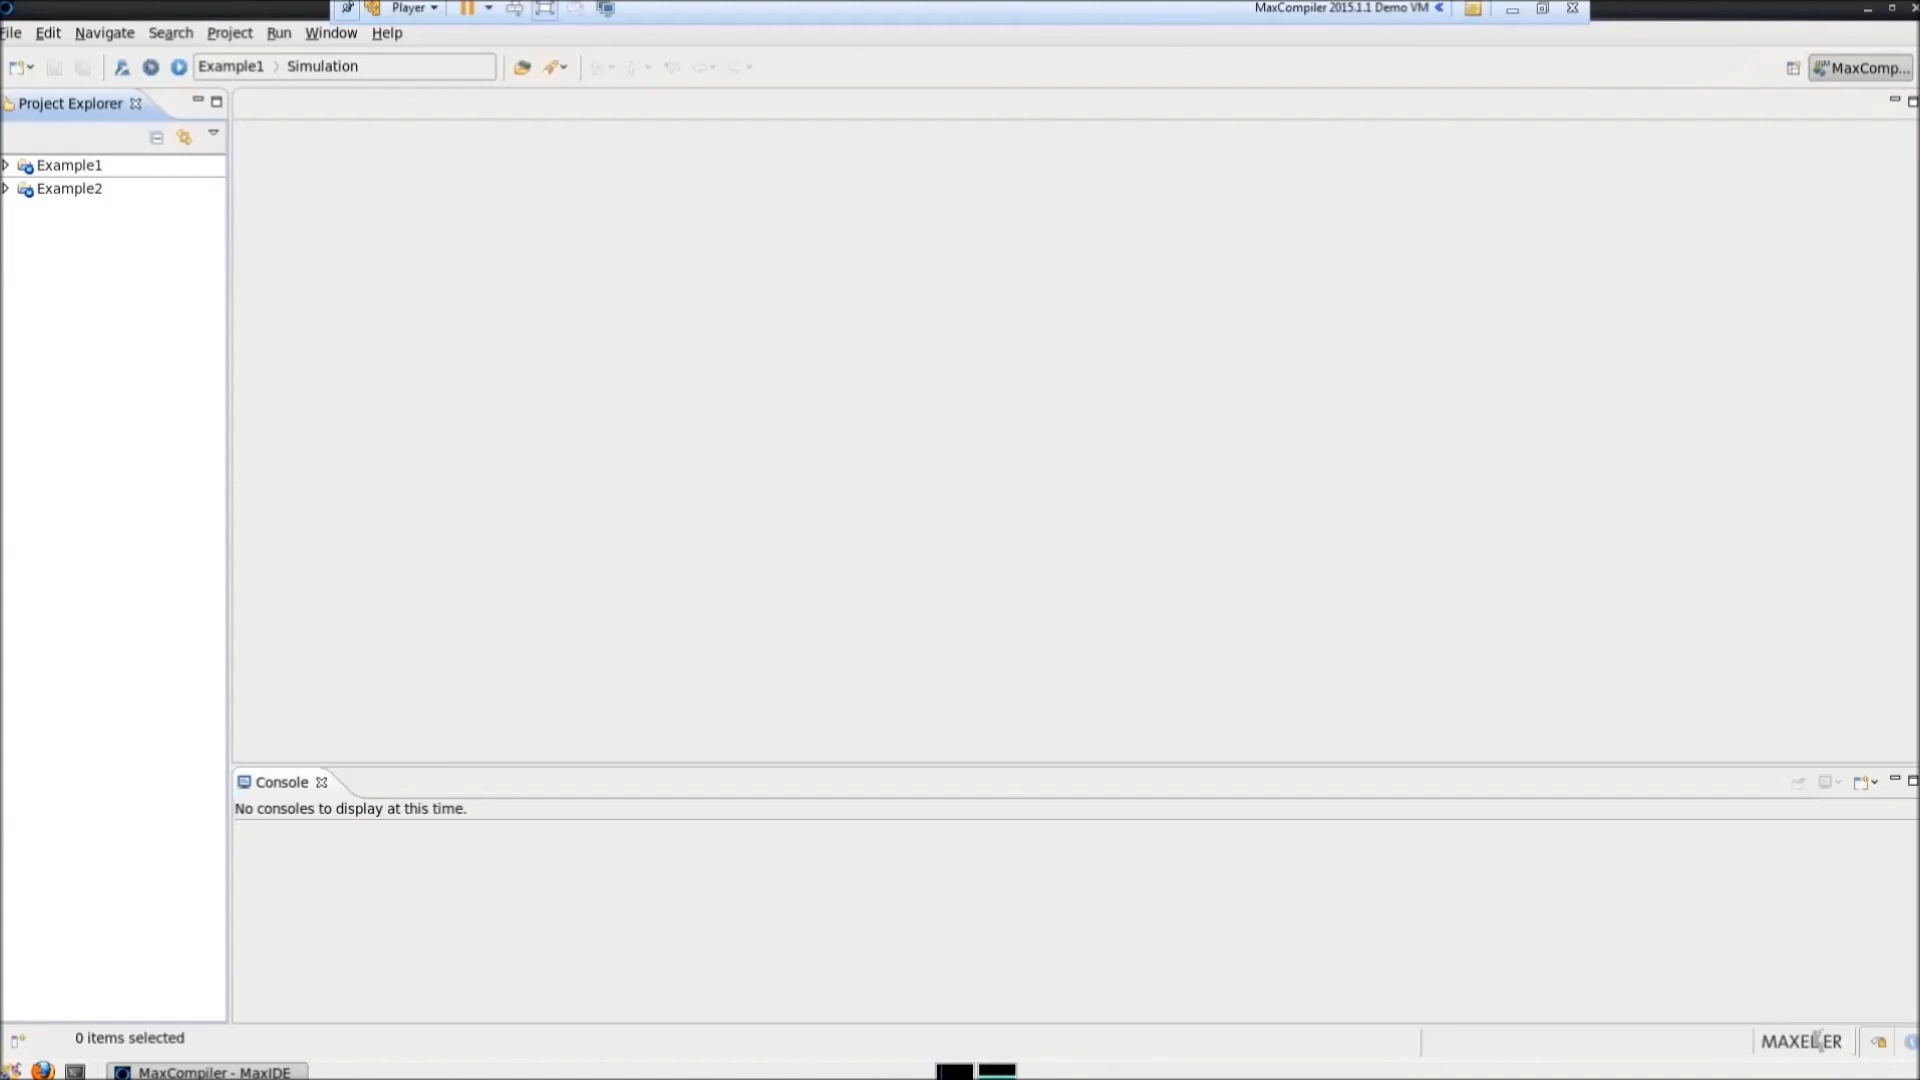 Player
MaxCompiler 2015.1.1 Demo VM
File Edit Navigate Search Project Run Window Help
Example1 Simulation
MaxComp...
Project Explorer
Example1
Example2
Console
No consoles to display at this time.
0 items selected
MAXELER
MaxCompiler - MaxIDE